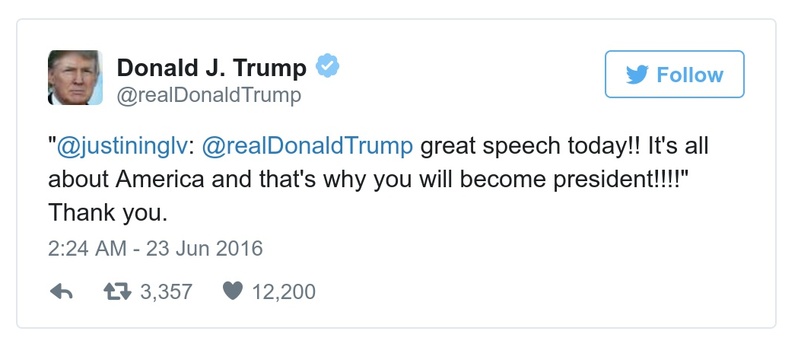 Donald J. Trump
@realDonaldTrump
Follow
"@justininglv: @realDonaldTrump great speech today!! It's all
about America and that's why you will become president!!!!"
Thank you.
2:24 AM - 23 Jun 2016
3,357 12,200